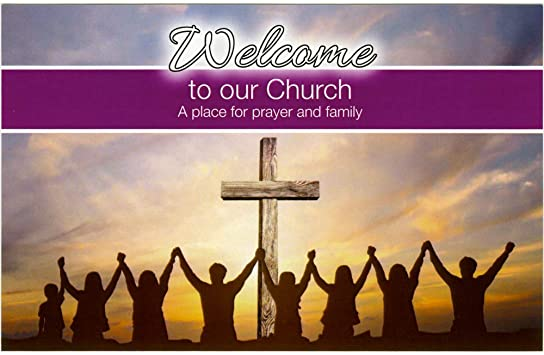 Welcome
to our Church
A place for prayer and family